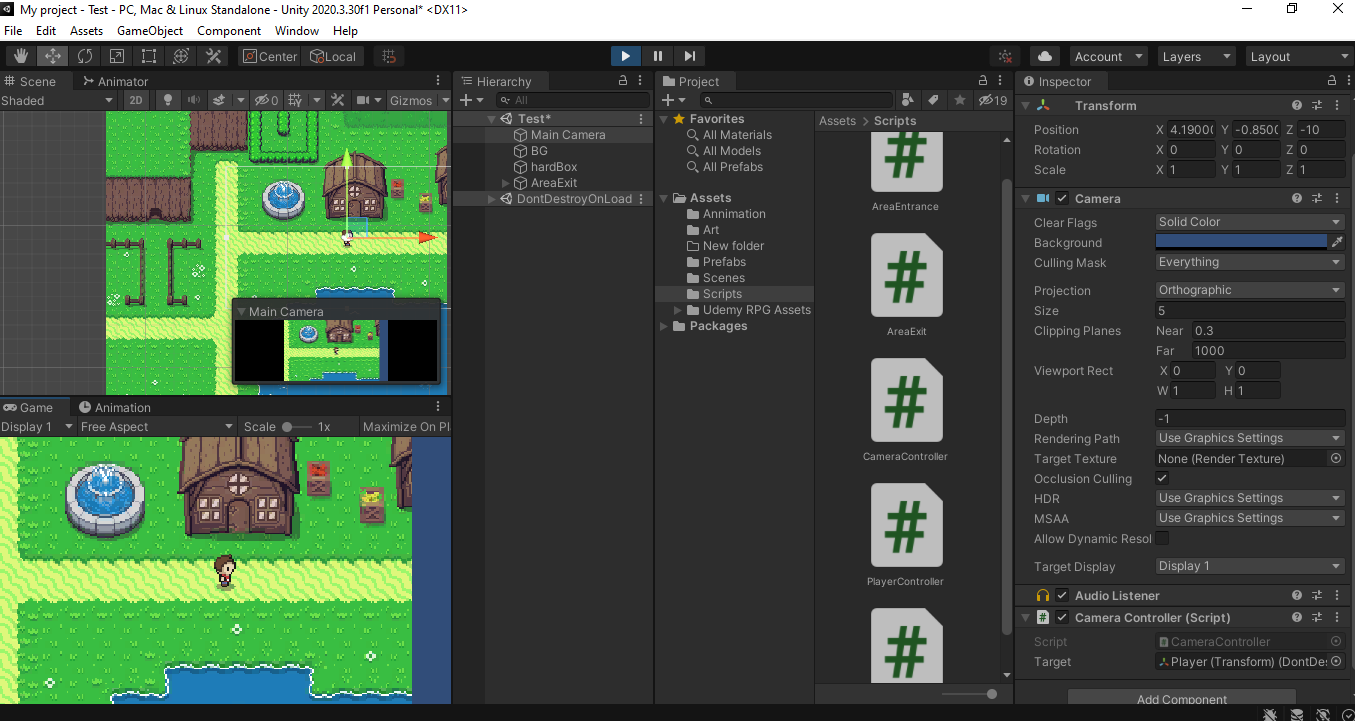 My project - Test - PC, Mac & Linux Standalone - Unity 2020.3.30f1 Personal* <DX11>
File Edit Assets GameObject Component Window Help
Center Local Account Layers Layout
Scene Animator
Shaded 2D 0 Gizmos
Hierarchy
All
Test*
Main Camera
BG
hardBox
AreaExit
DontDestroyOnLoad
Main Camera
Game Animation
Display 1 Free Aspect Scale 1x Maximize On Pl
Project
19
Favorites
All Materials
All Models
All Prefabs
Assets
Annimation
Art
New folder
Prefabs
Scenes
Scripts
Udemy RPG Assets
Packages
Assets > Scripts
#
AreaEntrance
#
AreaExit
#
CameraController
#
PlayerController
#
Inspector
Transform
Position X 4.1900 Y -0.850 Z -10
Rotation X 0 Y 0 Z 0
Scale X 1 Y 1 Z 1
Camera
Clear Flags Solid Color
Background
Culling Mask Everything
Projection Orthographic
Size 5
Clipping Planes Near 0.3
Far 1000
Viewport Rect X 0 Y 0
W 1 H 1
Depth -1
Rendering Path Use Graphics Settings
Target Texture None (Render Texture)
Occlusion Culling
HDR Use Graphics Settings
MSAA Use Graphics Settings
Allow Dynamic Resol
Target Display Display 1
Audio Listener
# Camera Controller (Script)
Script CameraController
Target Player (Transform) (DontDes
Add Component